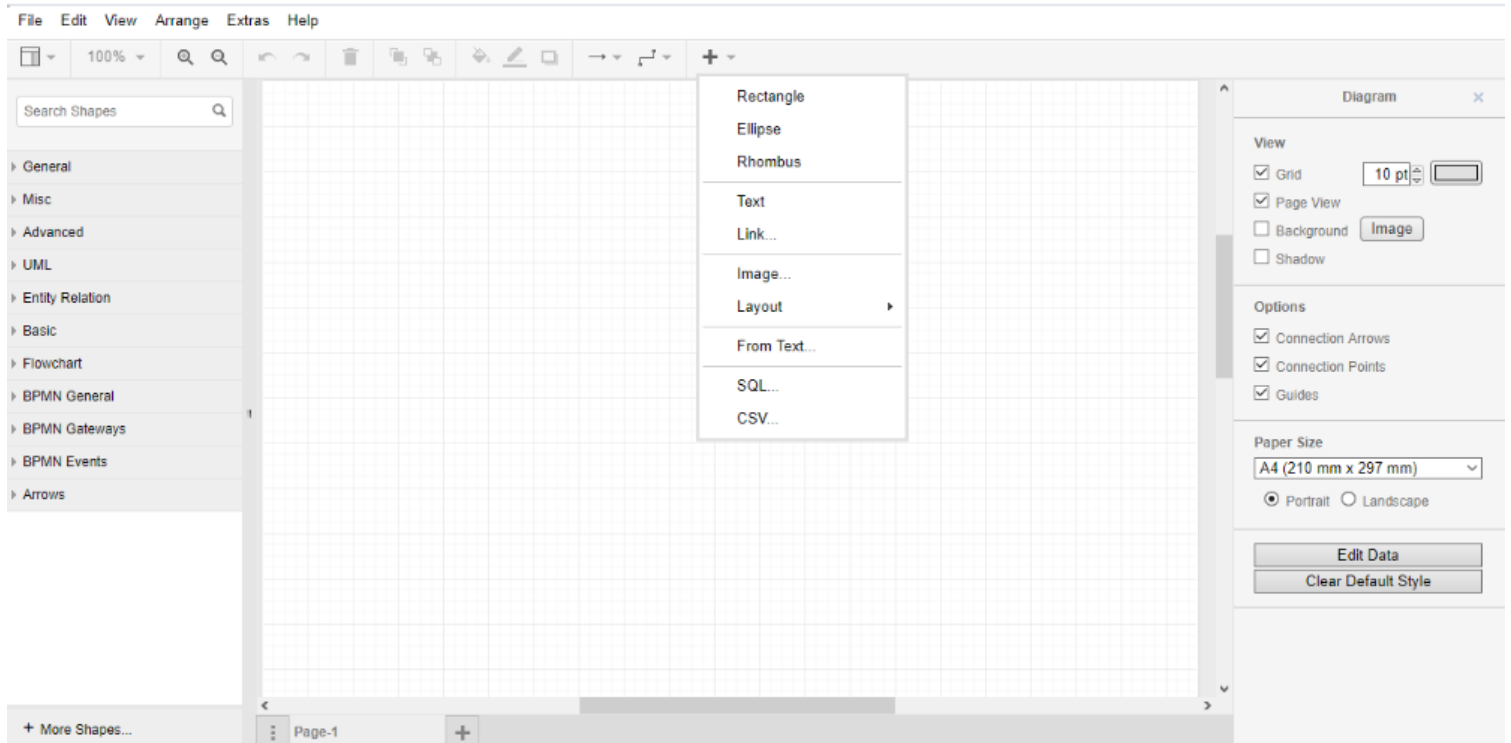 File Edit View Arrange Extras Help
100%
Search Shapes
General
Misc
Advanced
UML
Entity Relation
Basic
Flowchart
BPMN General
BPMN Gateways
BPMN Events
Arrows
+ More Shapes...
Rectangle
Ellipse
Rhombus
Text
Link...
Image...
Layout
From Text...
SQL...
CSV...
Page-1
Diagram
View
Grid 10 pt
Page View
Background Image
Shadow
Options
Connection Arrows
Connection Points
Guides
Paper Size
A4 (210 mm x 297 mm)
Portrait Landscape
Edit Data
Clear Default Style